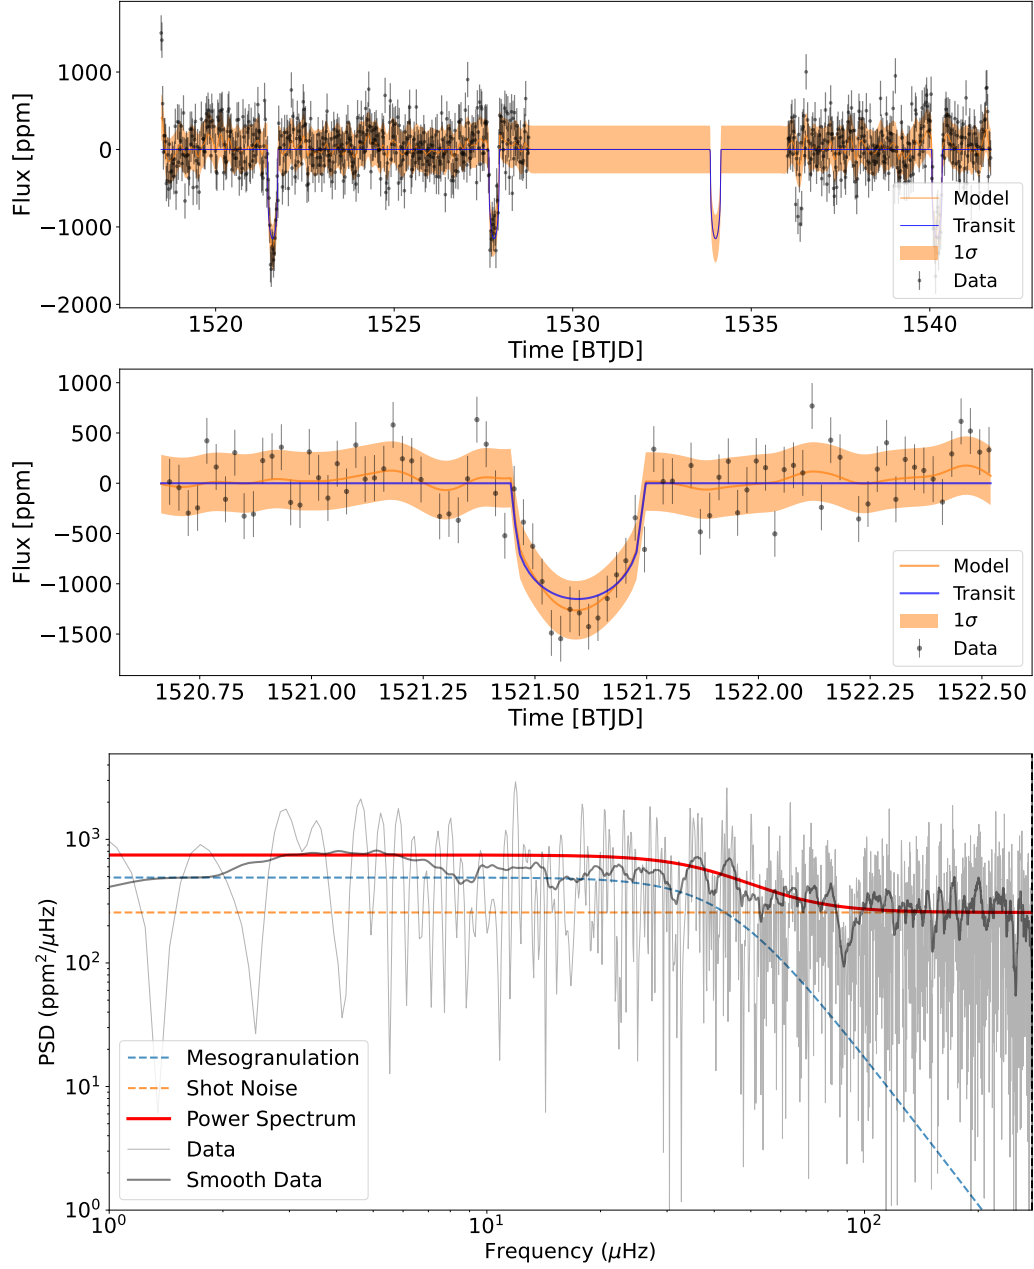 Flux [ppm]
1000
0
−1000
−2000
Model
Transit
1σ
Data
1520
1525
1530
1535
1540
Time [BTJD]
Flux [ppm]
1000
500
0
−500
−1000
−1500
Model
Transit
1σ
Data
1520.75
1521.00
1521.25
1521.50
1521.75
1522.00
1522.25
1522.50
Time [BTJD]
PSD (ppm²/μHz)
10³
10²
10¹
10⁰
Mesogranulation
Shot Noise
Power Spectrum
Data
Smooth Data
10⁰
10¹
10²
Frequency (μHz)